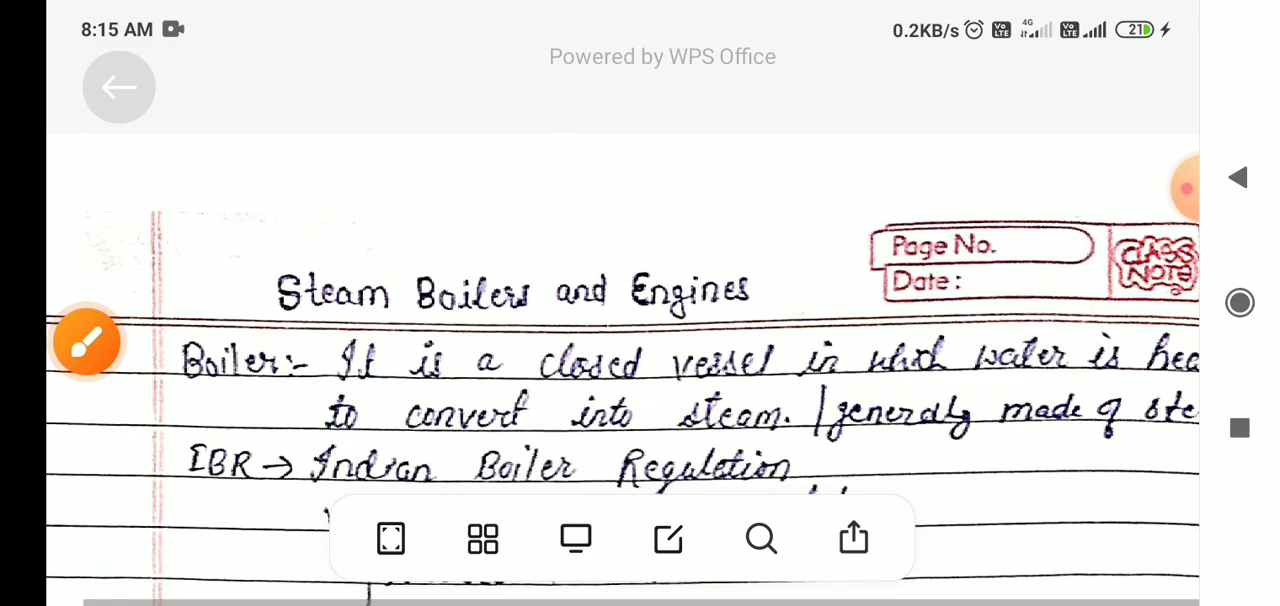 8:15 AM
0.2KB/s 4G 21
Powered by WPS Office
Page No.
CLASS
NOTE
Date:
Steam Boilers and Engines
Boiler:- It is a closed vessel in which water is hea
to convert into steam. / generally made of ste
IBR → Indian Boiler Regulation